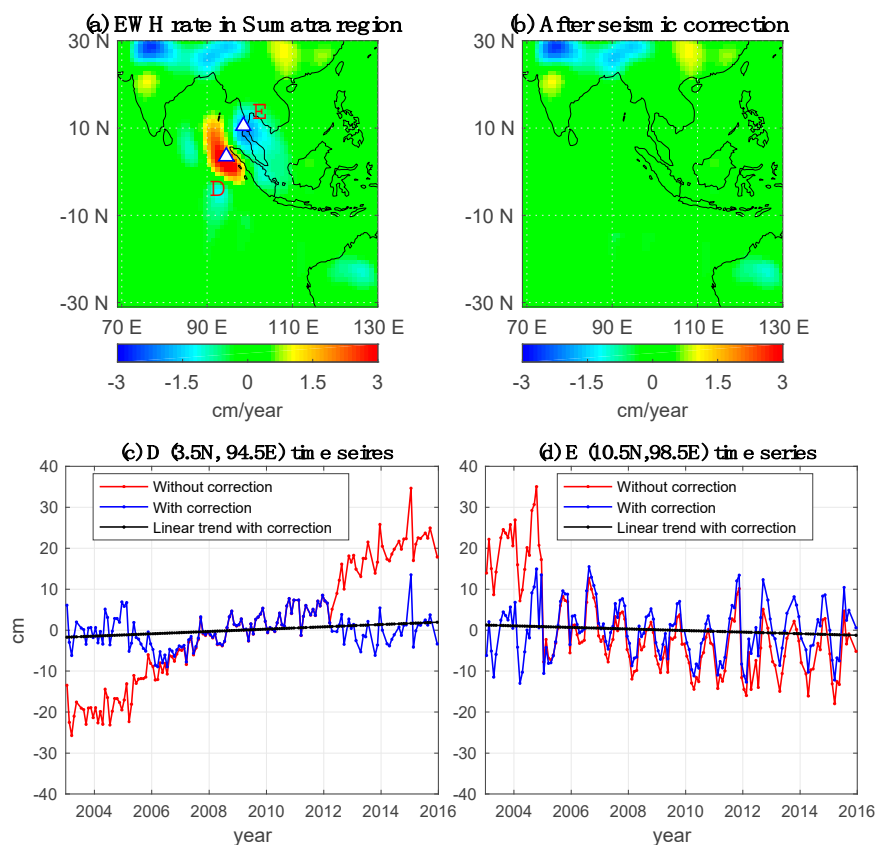 (a) EWH rate in Sumatra region
30 N
10 N
-10 N
-30 N
E
D
70 E 90 E 110 E 130 E
-3 -1.5 0 1.5 3
cm/year
(b) After seismic correction
30 N
10 N
-10 N
-30 N
70 E 90 E 110 E 130 E
-3 -1.5 0 1.5 3
cm/year
(c) D (3.5N, 94.5E) time seires
Without correction
With correction
Linear trend with correction
40
30
20
10
0
-10
-20
-30
-40
cm
2004 2006 2008 2010 2012 2014 2016
year
(d) E (10.5N,98.5E) time series
Without correction
With correction
Linear trend with correction
40
30
20
10
0
-10
-20
-30
-40
2004 2006 2008 2010 2012 2014 2016
year